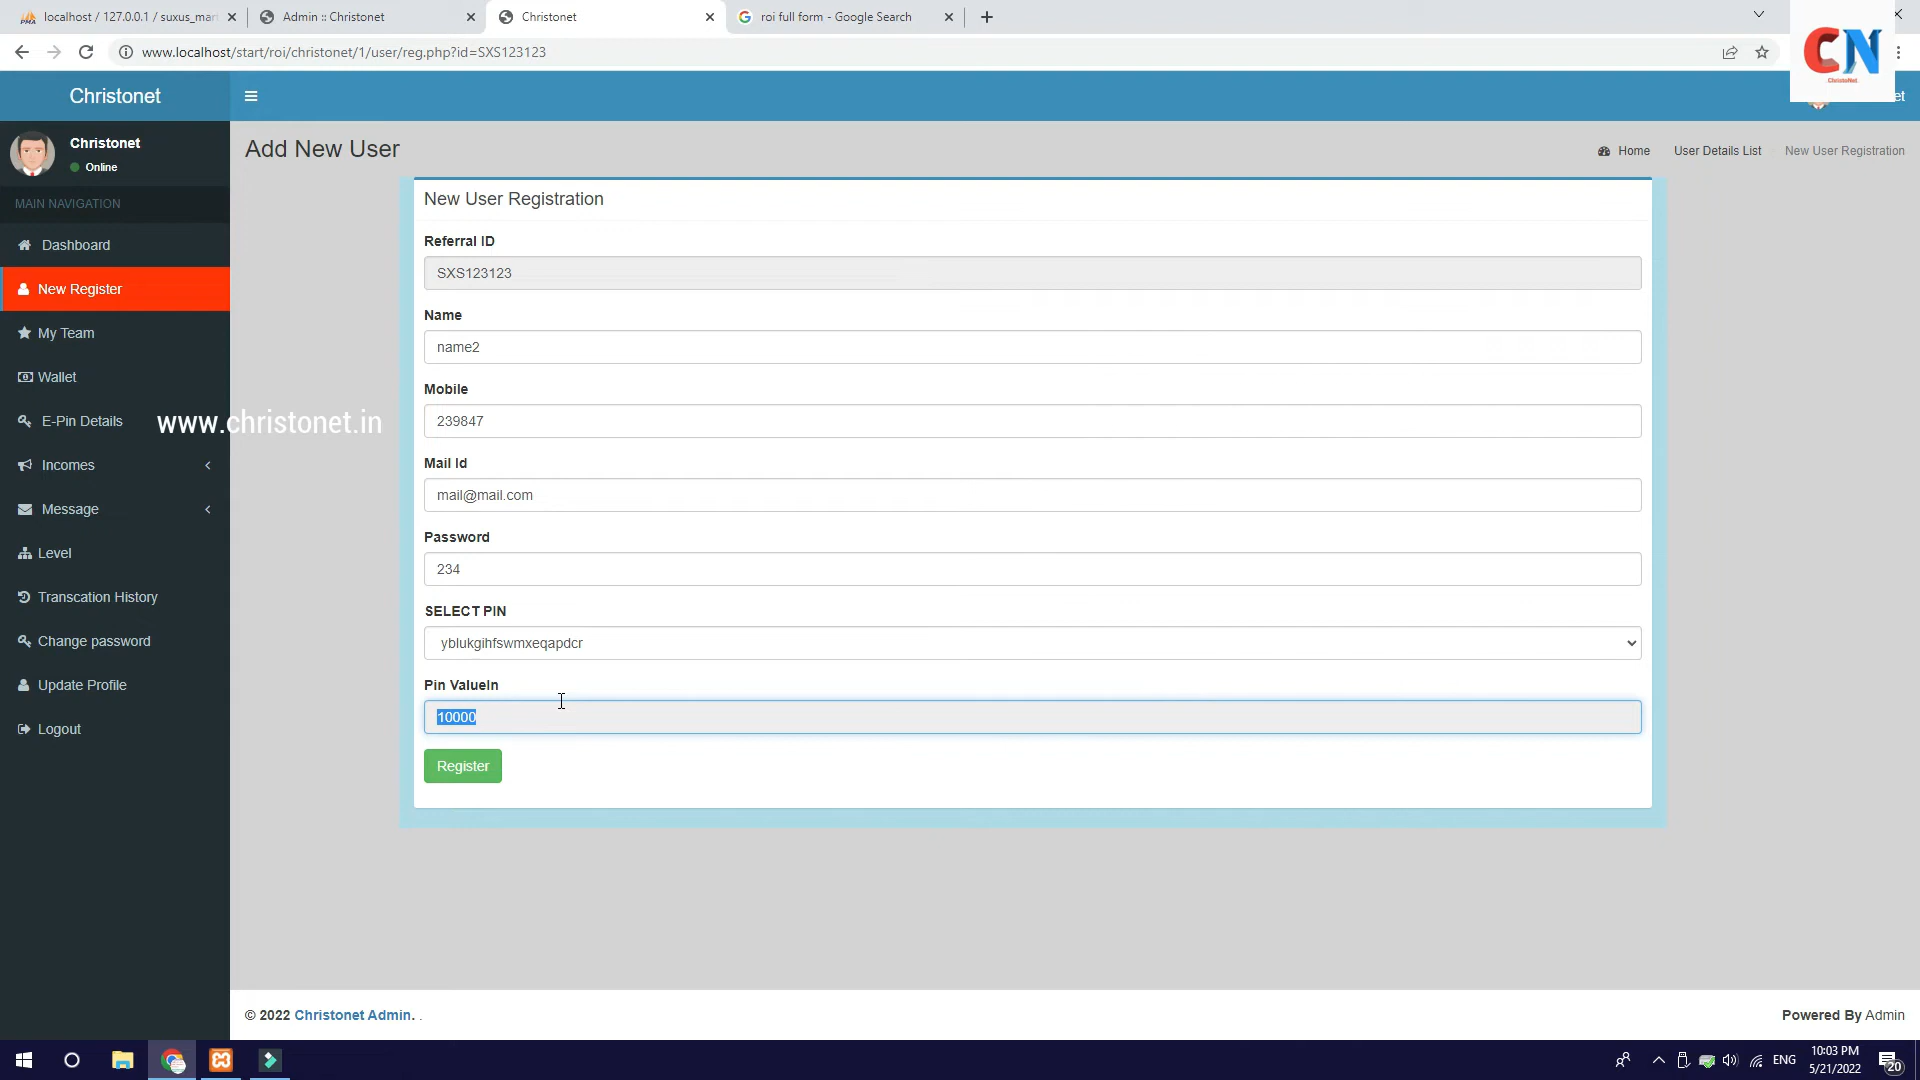 localhost / 127.0.0.1 / suxus_mar
Admin :: Christonet
Christonet
roi full form - Google Search
www.localhost/start/roi/christonet/1/user/reg.php?id=SXS123123
CN
ChristoNet
Christonet
et
Christonet
Online
MAIN NAVIGATION
Dashboard
New Register
My Team
Wallet
E-Pin Details
Incomes
Message
Level
Transcation History
Change password
Update Profile
Logout
www.christonet.in
Add New User
Home
User Details List
New User Registration
New User Registration
Referral ID
SXS123123
Name
name2
Mobile
239847
Mail Id
mail@mail.com
Password
234
SELECT PIN
yblukgihfswmxeqapdcr
Pin ValueIn
10000
Register
© 2022 Christonet Admin. .
Powered By Admin
ENG
10:03 PM
5/21/2022
20